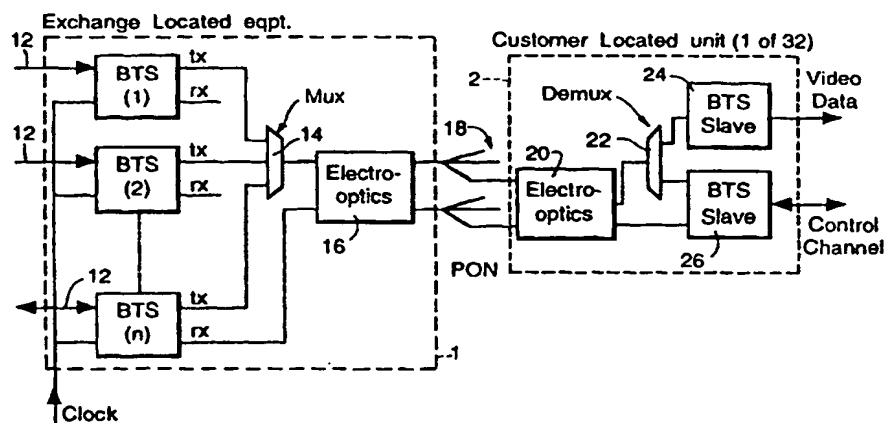 Exchange Located eqpt.
12
BTS
(1)
tx
rx
Mux
12
BTS
(2)
tx
rx
14
Electro-
optics
16
12
BTS
(n)
tx
rx
1
Clock
18
PON
Customer Located unit (1 of 32)
2
Demux
20
Electro-
optics
22
24
BTS
Slave
Video
Data
BTS
Slave
26
Control
Channel